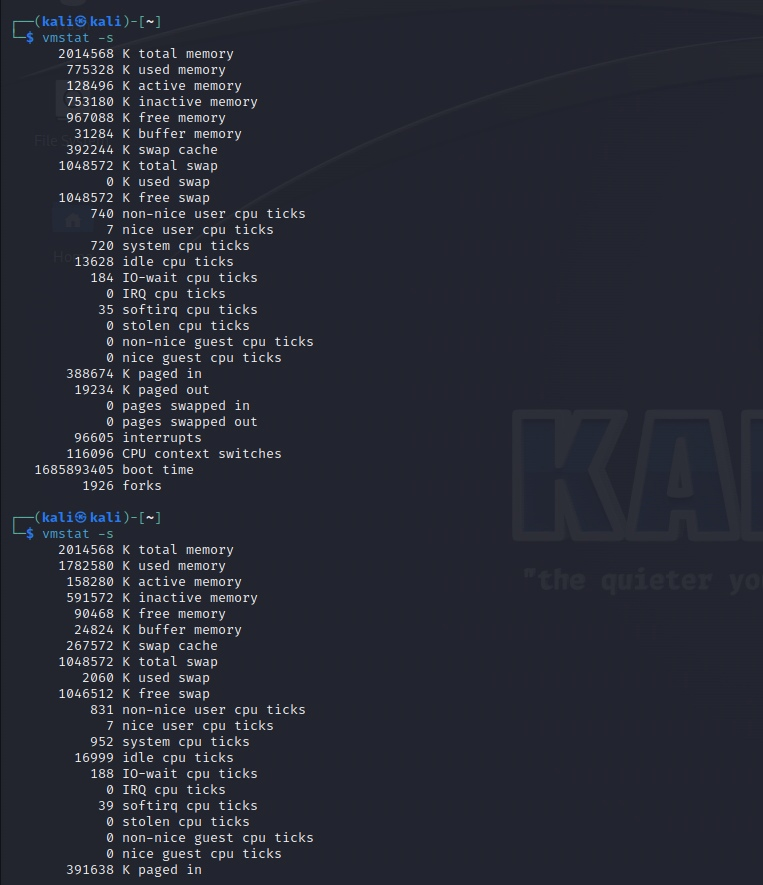 ┌──(kali㉿kali)-[~]
└─$ vmstat -s
2014568 K total memory
775328 K used memory
128496 K active memory
753180 K inactive memory
967088 K free memory
31284 K buffer memory
392244 K swap cache
1048572 K total swap
0 K used swap
1048572 K free swap
740 non-nice user cpu ticks
7 nice user cpu ticks
720 system cpu ticks
13628 idle cpu ticks
184 IO-wait cpu ticks
0 IRQ cpu ticks
35 softirq cpu ticks
0 stolen cpu ticks
0 non-nice guest cpu ticks
0 nice guest cpu ticks
388674 K paged in
19234 K paged out
0 pages swapped in
0 pages swapped out
96605 interrupts
116096 CPU context switches
1685893405 boot time
1926 forks
┌──(kali㉿kali)-[~]
└─$ vmstat -s
2014568 K total memory
1782580 K used memory
158280 K active memory
591572 K inactive memory
90468 K free memory
24824 K buffer memory
267572 K swap cache
1048572 K total swap
2060 K used swap
1046512 K free swap
831 non-nice user cpu ticks
7 nice user cpu ticks
952 system cpu ticks
16999 idle cpu ticks
188 IO-wait cpu ticks
0 IRQ cpu ticks
39 softirq cpu ticks
0 stolen cpu ticks
0 non-nice guest cpu ticks
0 nice guest cpu ticks
391638 K paged in
KA
"the quieter yo